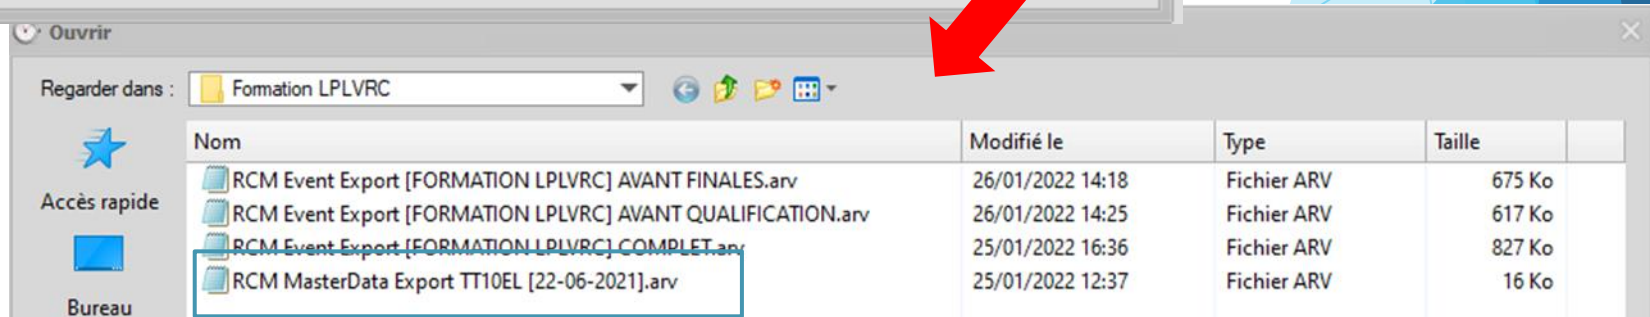 Ouvrir
Regarder dans : Formation LPLVRC
Nom Modifié le Type Taille
RCM Event Export [FORMATION LPLVRC] AVANT FINALES.arv 26/01/2022 14:18 Fichier ARV 675 Ko
Accès rapide
RCM Event Export [FORMATION LPLVRC] AVANT QUALIFICATION.arv 26/01/2022 14:25 Fichier ARV 617 Ko
RCM Event Export [FORMATION LPLVRC] COMPLET.arv 25/01/2022 16:36 Fichier ARV 827 Ko
RCM MasterData Export TT10EL [22-06-2021].arv 25/01/2022 12:37 Fichier ARV 16 Ko
Bureau